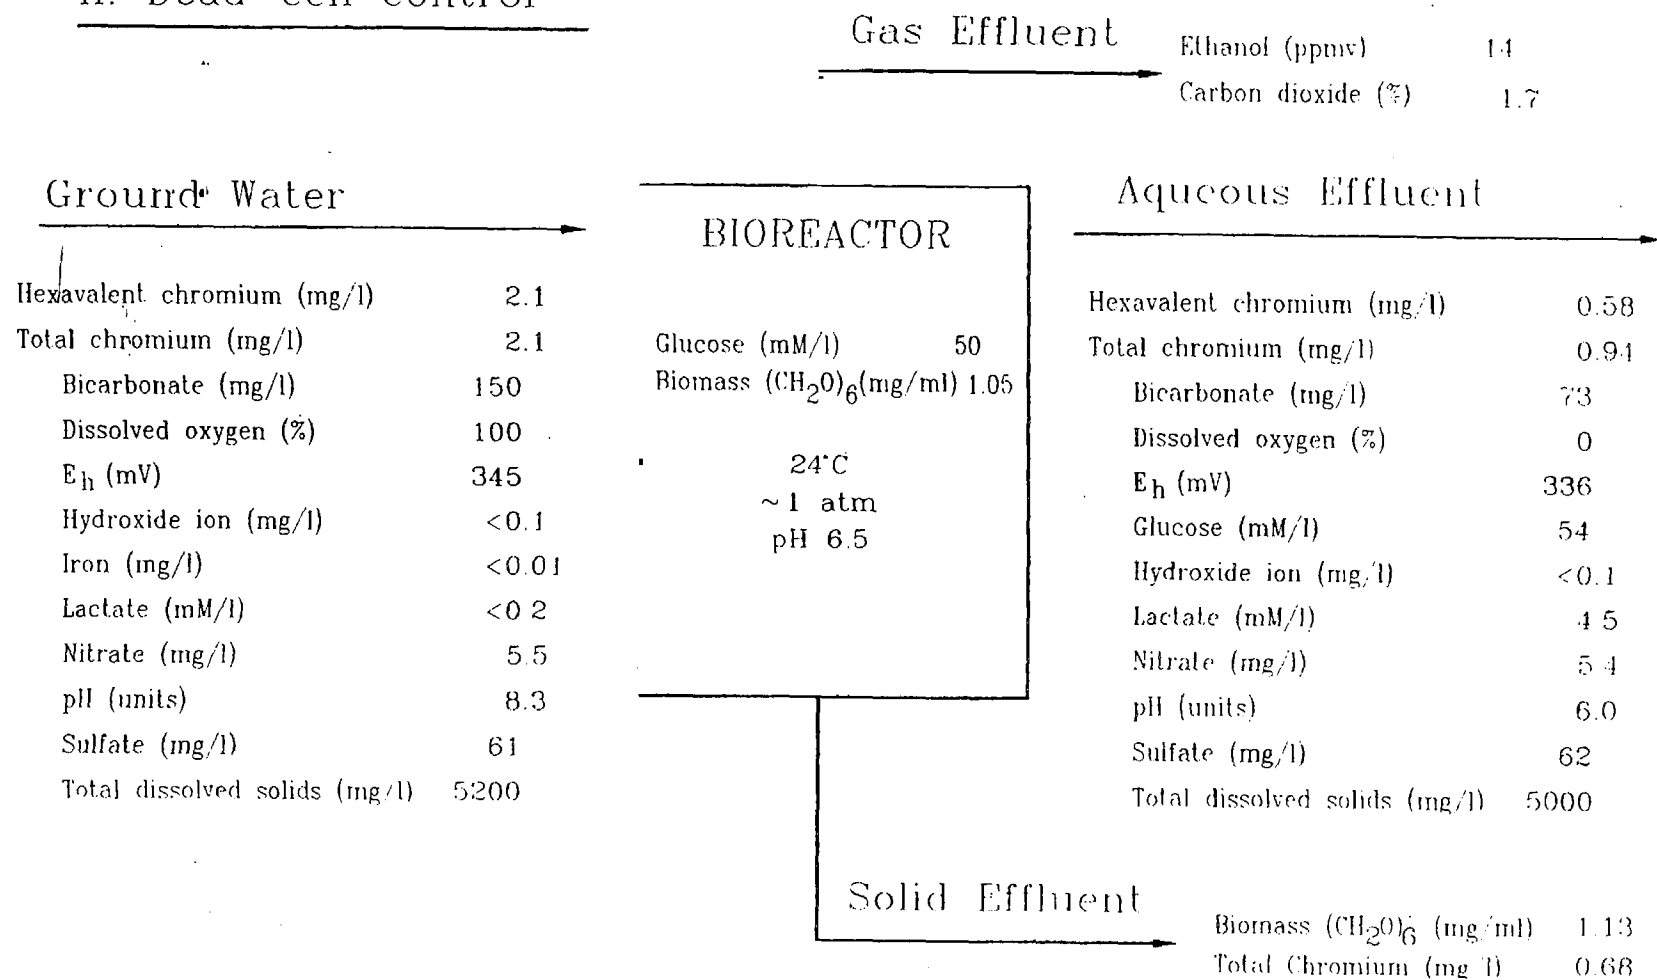 Dead cell control
Gas Effluent
Ethanol (ppmv) 14
Carbon dioxide (%) 1.7
Ground Water
Hexavalent chromium (mg/l) 2.1
Total chromium (mg/l) 2.1
Bicarbonate (mg/l) 150
Dissolved oxygen (%) 100
Eh (mV) 345
Hydroxide ion (mg/l) <0.1
Iron (mg/l) <0.01
Lactate (mM/l) <0.2
Nitrate (mg/l) 5.5
pH (units) 8.3
Sulfate (mg/l) 61
Total dissolved solids (mg/l) 5200
BIOREACTOR
Glucose (mM/l) 50
Biomass (CH2O)6(mg/ml) 1.05
24°C
~1 atm
pH 6.5
Aqueous Effluent
Hexavalent chromium (mg/l) 0.58
Total chromium (mg/l) 0.94
Bicarbonate (mg/l) 73
Dissolved oxygen (%) 0
Eh (mV) 336
Glucose (mM/l) 54
Hydroxide ion (mg/l) <0.1
Lactate (mM/l) 4.5
Nitrate (mg/l) 5.4
pH (units) 6.0
Sulfate (mg/l) 62
Total dissolved solids (mg/l) 5000
Solid Effluent
Biomass (CH2O)6 (mg/ml) 1.13
Total Chromium (mg/l) 0.68